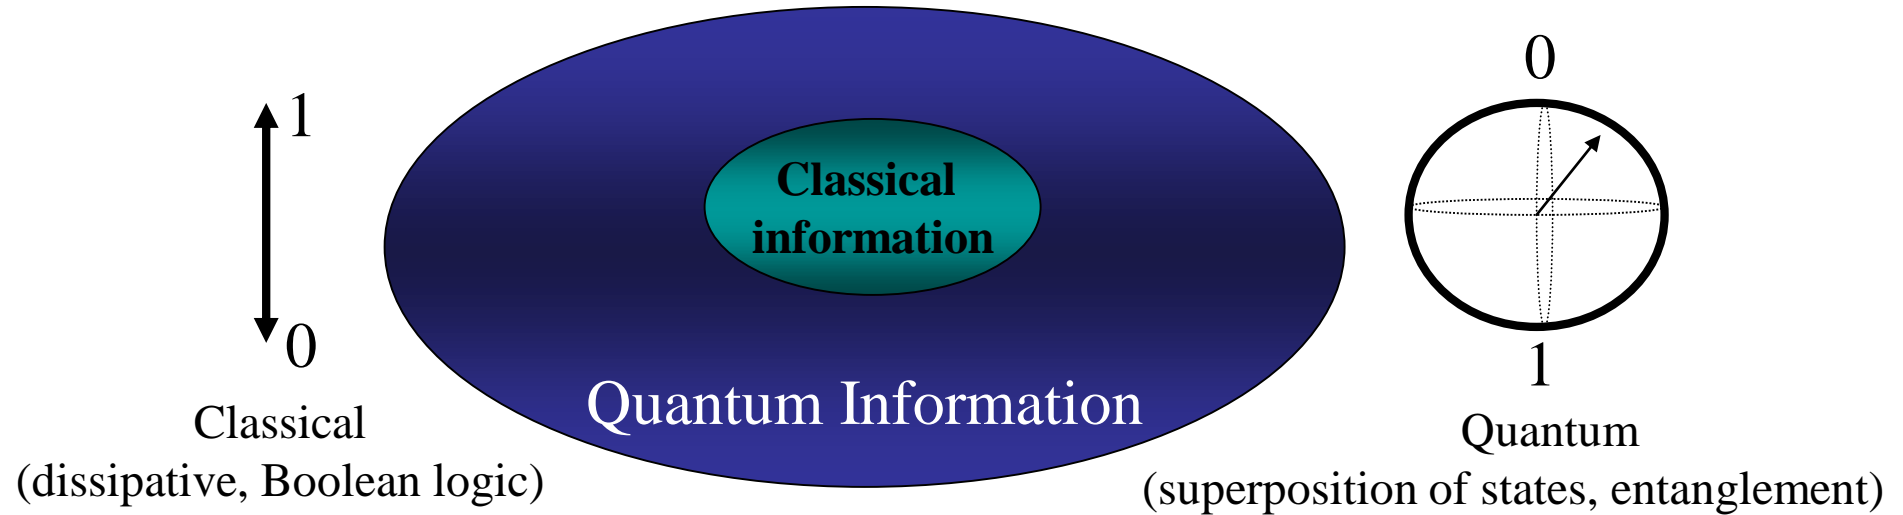 1
0
Classical
(dissipative, Boolean logic)
Classical
information
Quantum Information
0
1
Quantum
(superposition of states, entanglement)